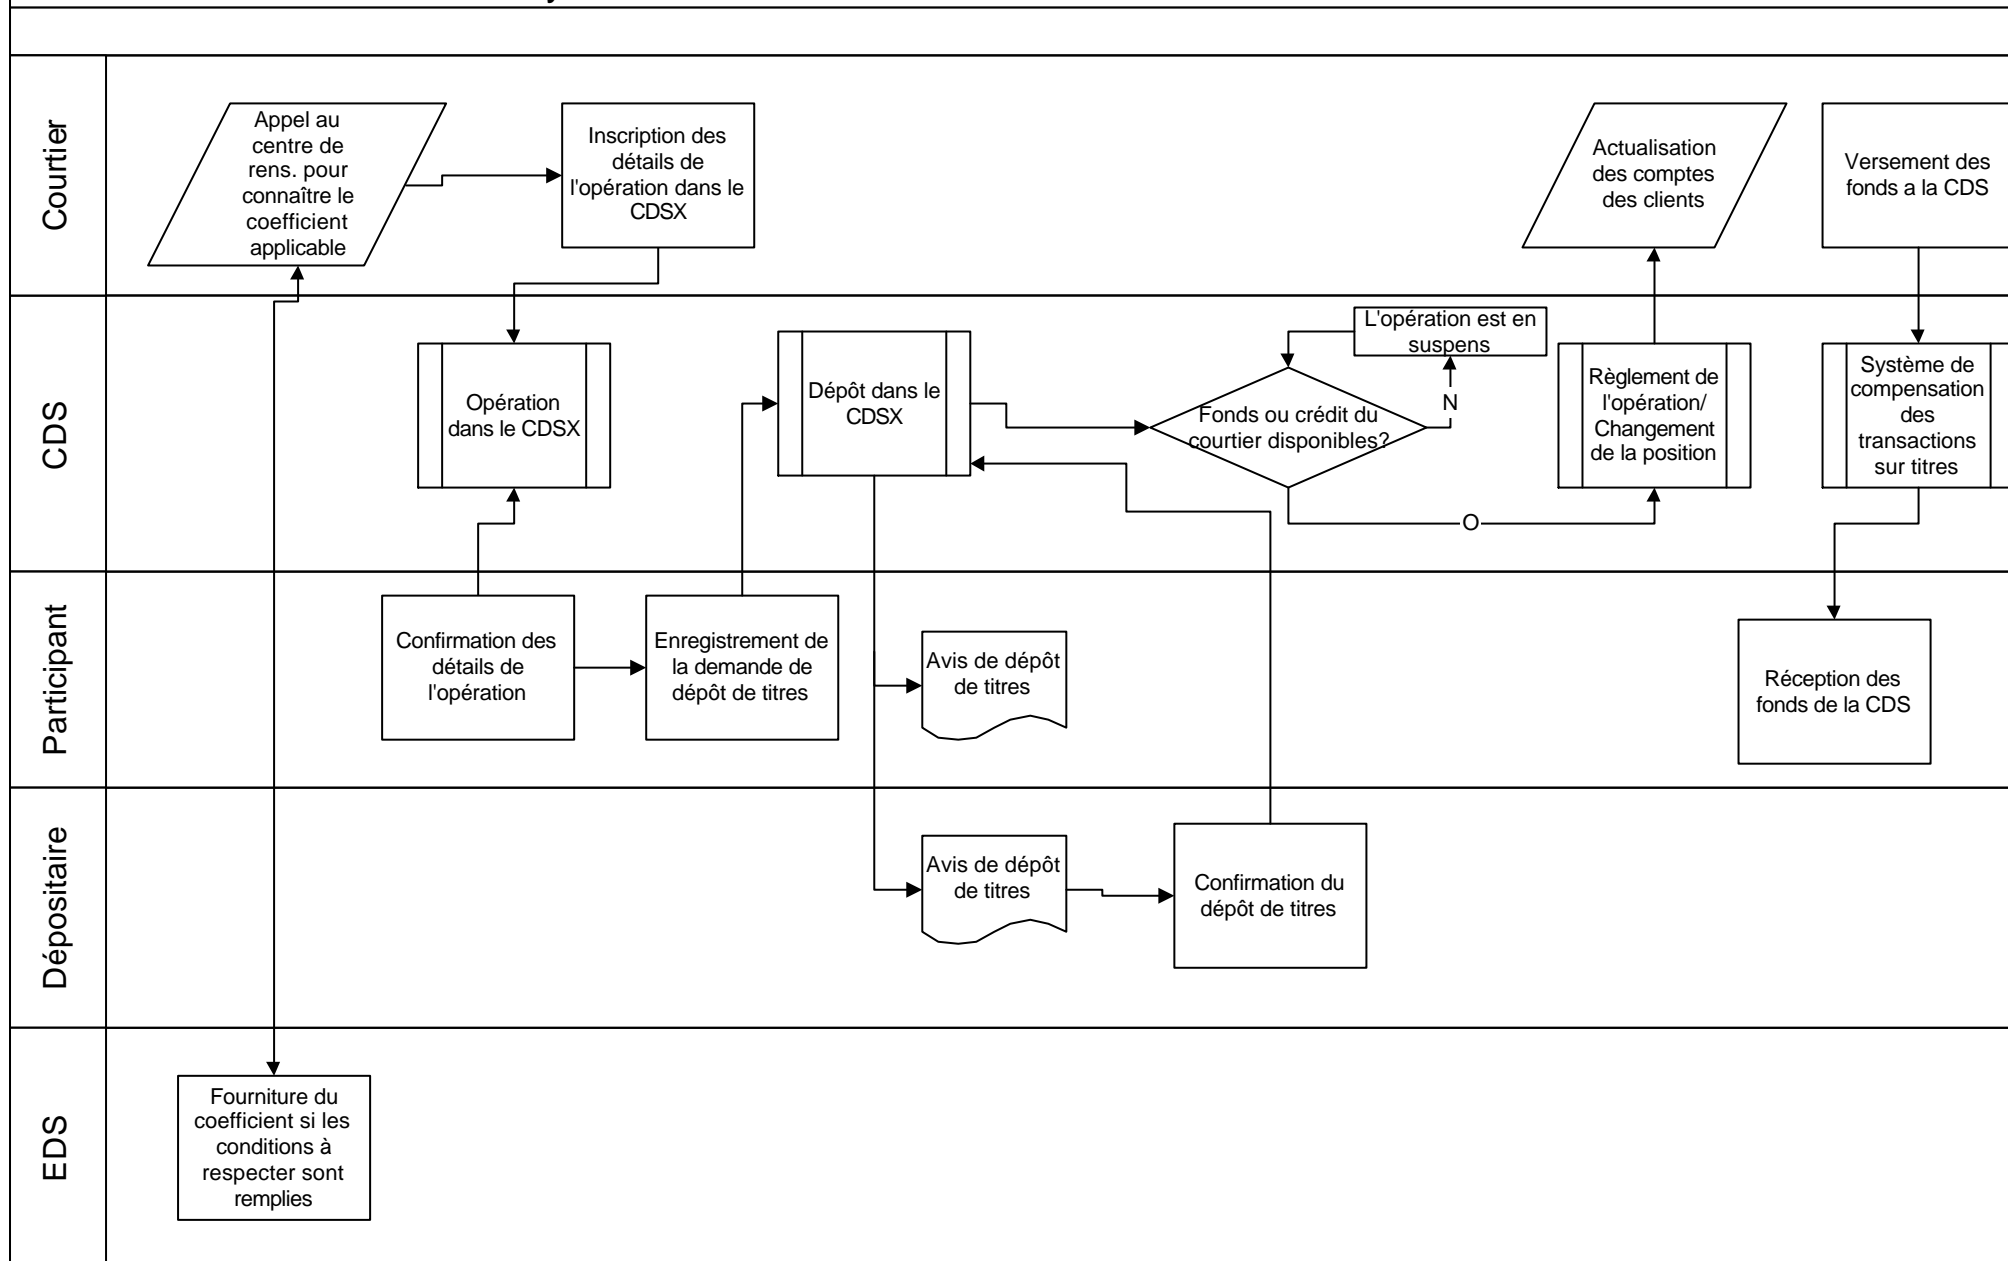 Courtier
Appel au
centre de
rens. pour
connaître le
coefficient
applicable
Inscription des
détails de
l'opération dans le
CDSX
Actualisation
des comptes
des clients
Versement des
fonds a la CDS
CDS
Opération
dans le CDSX
Dépôt dans le
CDSX
L'opération est en
suspens
N
Fonds ou crédit du
courtier disponibles?
O
Règlement de
l'opération/
Changement
de la position
Système de
compensation
des
transactions
sur titres
Participant
Confirmation des
détails de
l'opération
Enregistrement de
la demande de
dépôt de titres
Avis de dépôt
de titres
Réception des
fonds de la CDS
Dépositaire
Avis de dépôt
de titres
Confirmation du
dépôt de titres
EDS
Fourniture du
coefficient si les
conditions à
respecter sont
remplies